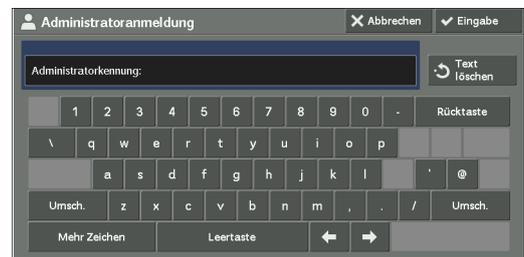 Administratoranmeldung
Abbrechen
Eingabe
Administratorkennung:
Text
löschen
1 2 3 4 5 6 7 8 9 0 - Rücktaste
\ q w e r t y u i o p
a s d f g h j k l ' @
Umsch. z x c v b n m , . / Umsch.
Mehr Zeichen Leertaste